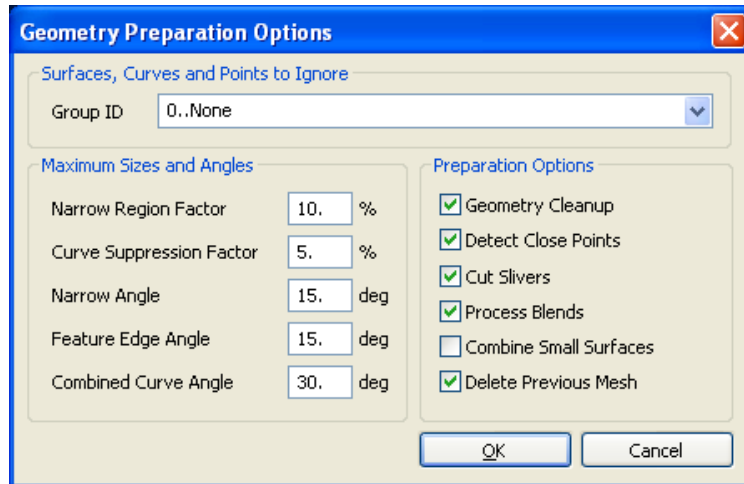 Geometry Preparation Options
Surfaces, Curves and Points to Ignore
Group ID 0..None
Maximum Sizes and Angles
Narrow Region Factor 10. %
Curve Suppression Factor 5. %
Narrow Angle 15. deg
Feature Edge Angle 15. deg
Combined Curve Angle 30. deg
Preparation Options
Geometry Cleanup
Detect Close Points
Cut Slivers
Process Blends
Combine Small Surfaces
Delete Previous Mesh
OK Cancel